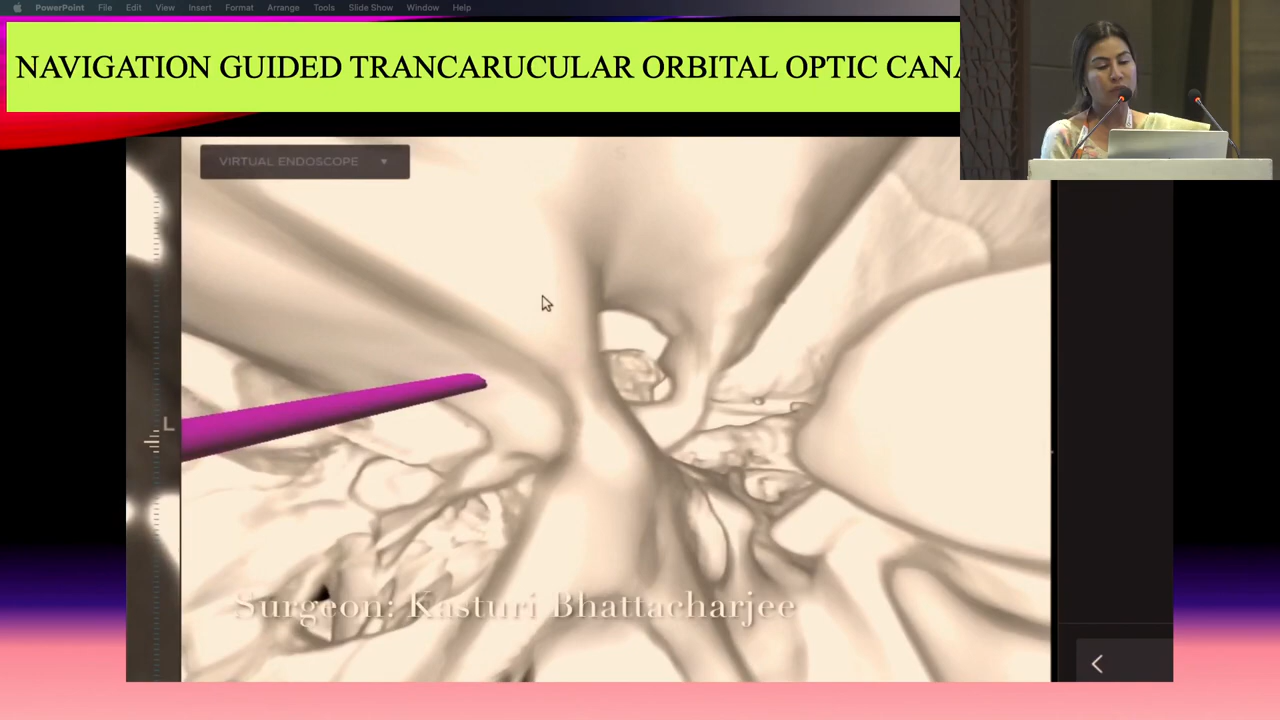 PowerPoint File Edit View Insert Format Arrange Tools Slide Show Window Help
NAVIGATION GUIDED TRANCARUCULAR ORBITAL OPTIC
VIRTUAL ENDOSCOPE
L
Surgeon: Kasturi Bhattacharjee